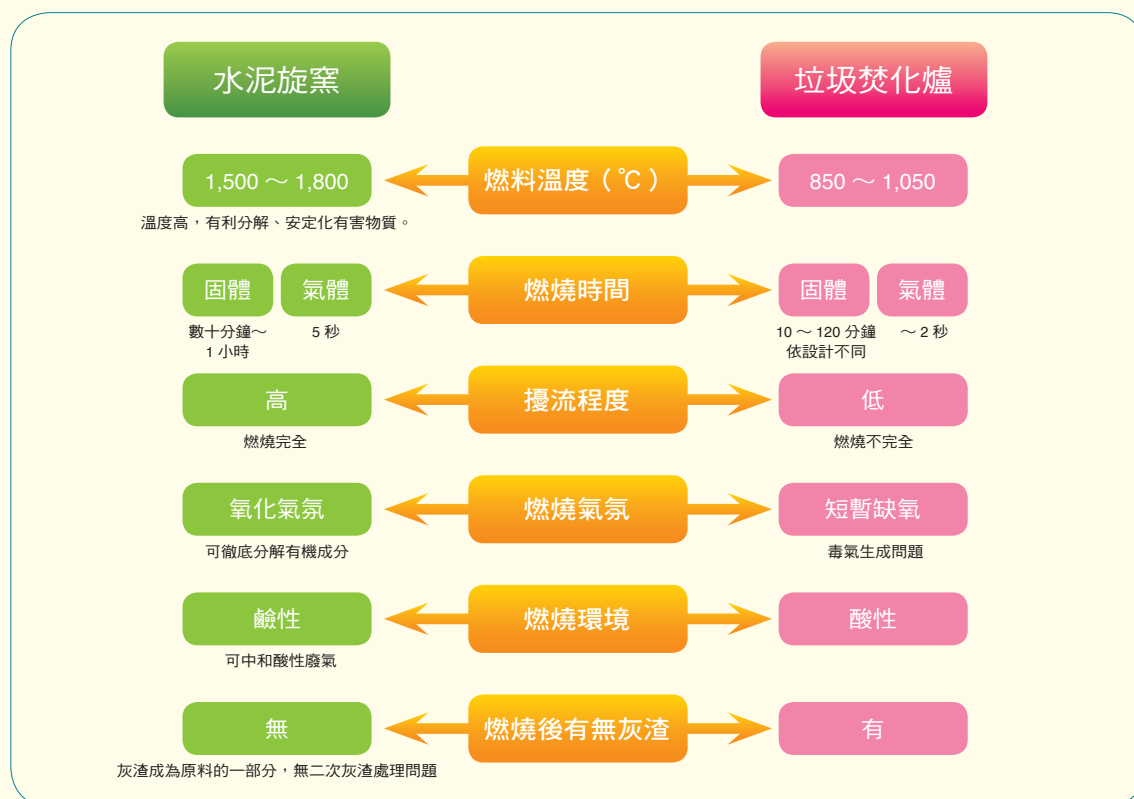 水泥旋窯
垃圾焚化爐
1,500 ～ 1,800
燃料溫度（℃）
850 ～ 1,050
溫度高，有利分解、安定化有害物質。
固體
氣體
燃燒時間
固體
氣體
數十分鐘～
1 小時
5 秒
10 ～ 120 分鐘
依設計不同
～ 2 秒
高
擾流程度
低
燃燒完全
燃燒不完全
氧化氣氛
燃燒氣氛
短暫缺氧
可徹底分解有機成分
毒氣生成問題
鹼性
燃燒環境
酸性
可中和酸性廢氣
無
燃燒後有無灰渣
有
灰渣成為原料的一部分，無二次灰渣處理問題